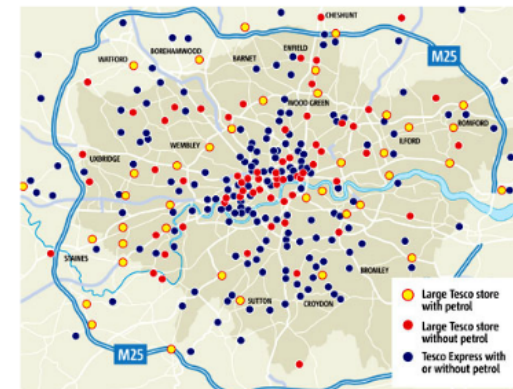 CHESHUNT
BOREHAMWOOD
ENFIELD
WATFORD
BARNET
M25
WOOD GREEN
ROMFORD
ILFORD
WEMBLEY
UXBRIDGE
STAINES
BROMLEY
SUTTON
CROYDON
M25
Large Tesco store
with petrol
Large Tesco store
without petrol
Tesco Express with
or without petrol